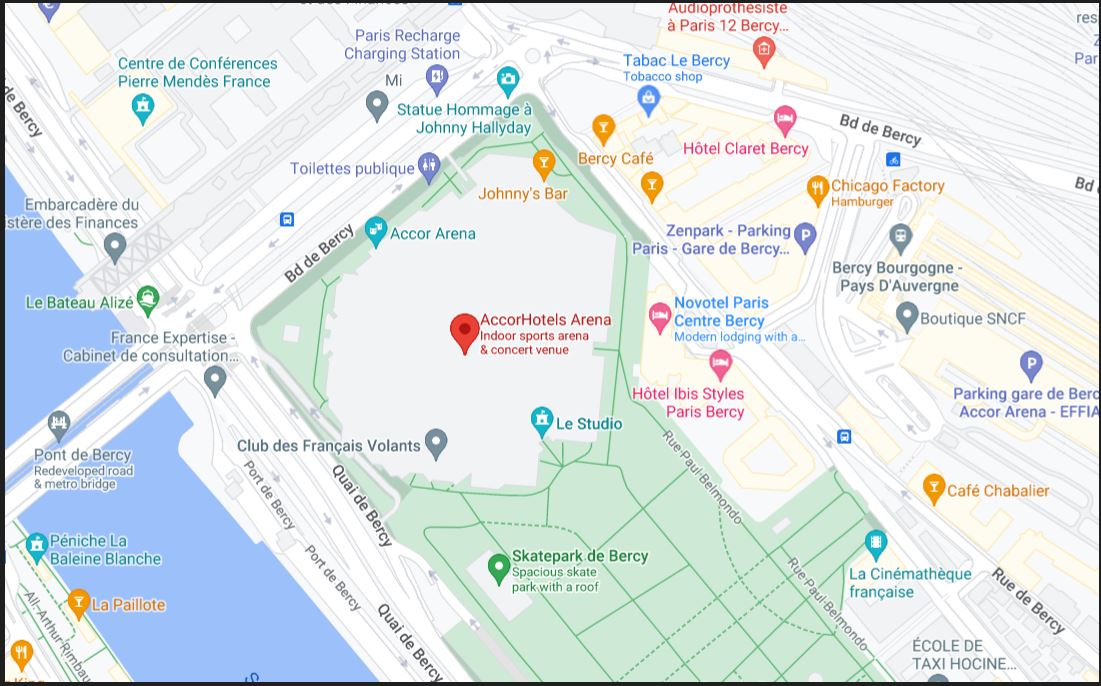 et des Finances
Audioprothésiste
à Paris 12 Bercy...
res
Paris Recharge
Charging Station
Par
Tabac Le Bercy
Tobacco shop
Centre de Conférences
Pierre Mendès France
Mi
de Bercy
Statue Hommage à
Johnny Hallyday
Bd de Bercy
Bercy Café
Hôtel Claret Bercy
Toilettes publique
Johnny's Bar
Chicago Factory
Hamburger
Bd
Embarcadère du
istère des Finances
Accor Arena
Bd de Bercy
Zenpark - Parking
Paris - Gare de Bercy...
P
Bercy Bourgogne -
Pays D'Auvergne
Le Bateau Alizé
Novotel Paris
Centre Bercy
Modern lodging with a...
AccorHotels Arena
Indoor sports arena
& concert venue
Boutique SNCF
France Expertise -
Cabinet de consultation...
P
Hôtel Ibis Styles
Paris Bercy
Parking gare de Berc
Accor Arena - EFFIA
Le Studio
Club des Français Volants
Pont de Bercy
Redeveloped road
& metro bridge
Rue Paul Belmondo
Port de Bercy
Quai de Bercy
Café Chabalier
Péniche La
Baleine Blanche
Skatepark de Bercy
Spacious skate
park with a roof
Port de Bercy
La Cinémathèque
française
Rue Paul Belmondo
Rue de Bercy
La Paillote
All. Arthur Rimbau
Quai de Bercy
ÉCOLE DE
TAXI HOCINE...
King